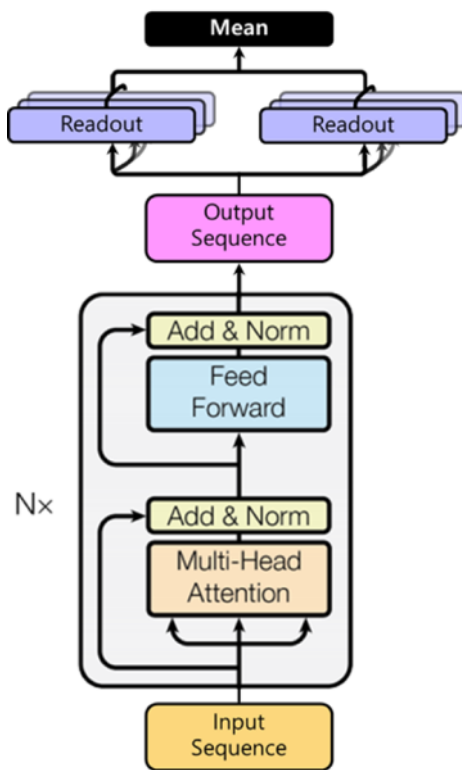 Mean
Readout
Readout
Output
Sequence
Add & Norm
Feed
Forward
N×
Add & Norm
Multi-Head
Attention
Input
Sequence